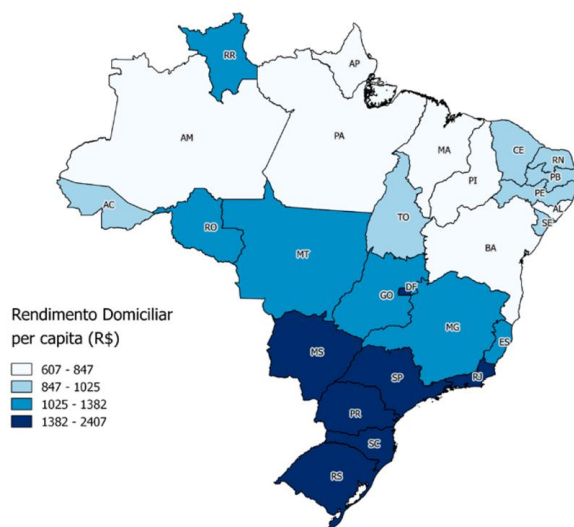 RR
AP
AM
PA
MA
CE
RN
PB
PI
PE
AL
SE
AC
TO
RO
BA
MT
DF
GO
Rendimento Domiciliar
per capita (R$)
MG
ES
607 - 847
MS
847 - 1025
SP
RJ
1025 - 1382
1382 - 2407
PR
SC
RS